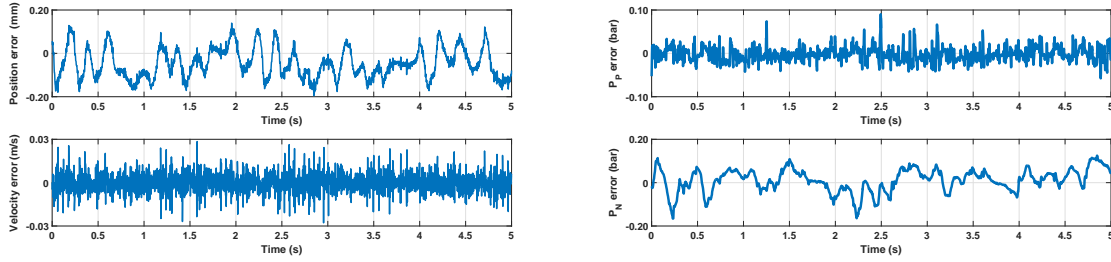 Position error (mm)
0.20
0
-0.20
0 0.5 1 1.5 2 2.5 3 3.5 4 4.5 5
Time (s)
Velocity error (m/s)
0.03
0
-0.03
0 0.5 1 1.5 2 2.5 3 3.5 4 4.5 5
Time (s)
P_P error (bar)
0.10
0
-0.10
0 0.5 1 1.5 2 2.5 3 3.5 4 4.5 5
Time (s)
P_N error (bar)
0.20
0
-0.20
0 0.5 1 1.5 2 2.5 3 3.5 4 4.5 5
Time (s)